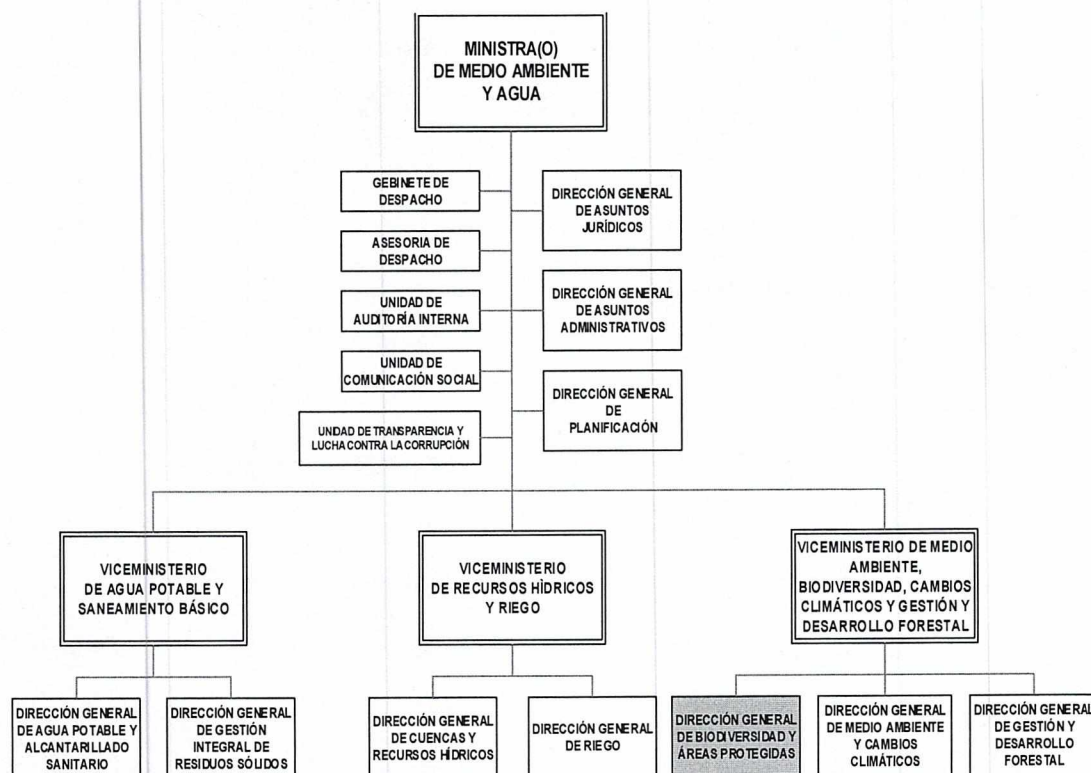 MINISTRA(O)
DE MEDIO AMBIENTE
Y AGUA
GEBINETE DE
DESPACHO
DIRECCIÓN GENERAL
DE ASUNTOS
JURÍDICOS
ASESORIA DE
DESPACHO
UNIDAD DE
AUDITORÍA INTERNA
DIRECCIÓN GENERAL
DE ASUNTOS
ADMINISTRATIVOS
UNIDAD DE
COMUNICACIÓN SOCIAL
DIRECCIÓN GENERAL
DE
PLANIFICACIÓN
UNIDAD DE TRANSPARENCIA Y
LUCHA CONTRA LA CORRUPCIÓN
VICEMINISTERIO
DE AGUA POTABLE Y
SANEAMIENTO BÁSICO
VICEMINISTERIO
DE RECURSOS HÌDRICOS
Y RIEGO
VICEMINISTERIO DE MEDIO
AMBIENTE,
BIODIVERSIDAD, CAMBIOS
CLIMÁTICOS Y GESTIÓN Y
DESARROLLO FORESTAL
DIRECCIÓN GENERAL
DE AGUA POTABLE Y
ALCANTARILLADO
SANITARIO
DIRECCIÓN GENERAL
DE GESTIÓN
INTEGRAL DE
RESIDUOS SÓLIDOS
DIRECCIÓN GENERAL
DE CUENCAS Y
RECURSOS HÍDRICOS
DIRECCIÓN GENERAL
DE RIEGO
DIRECCIÓN GENERAL
DE BIODIVERSIDAD Y
ÁREAS PROTEGIDAS
DIRECCIÓN GENERAL
DE MEDIO AMBIENTE
Y CAMBIOS
CLIMÁTICOS
DIRECCIÓN GENERAL
DE GESTIÓN Y
DESARROLLO
FORESTAL